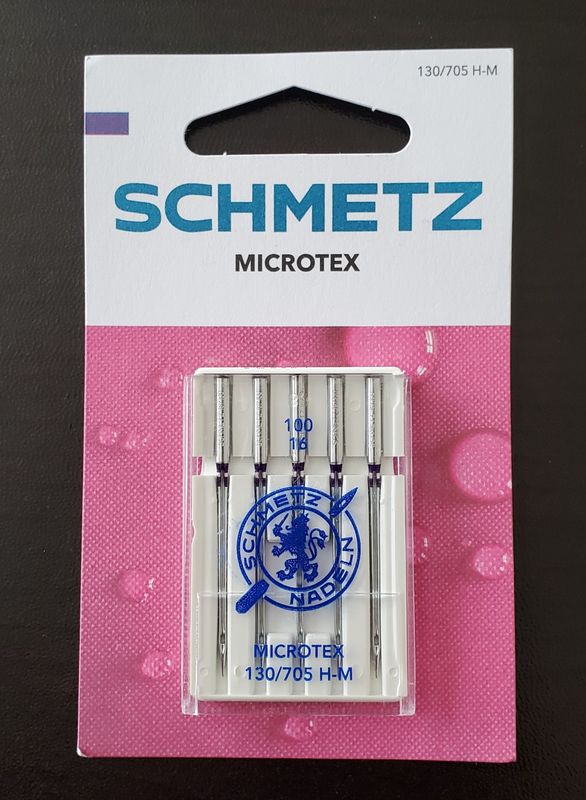 130/705 H-M
SCHMETZ
MICROTEX
100
16
SCHMETZ
NADELN
MICROTEX
130/705 H-M